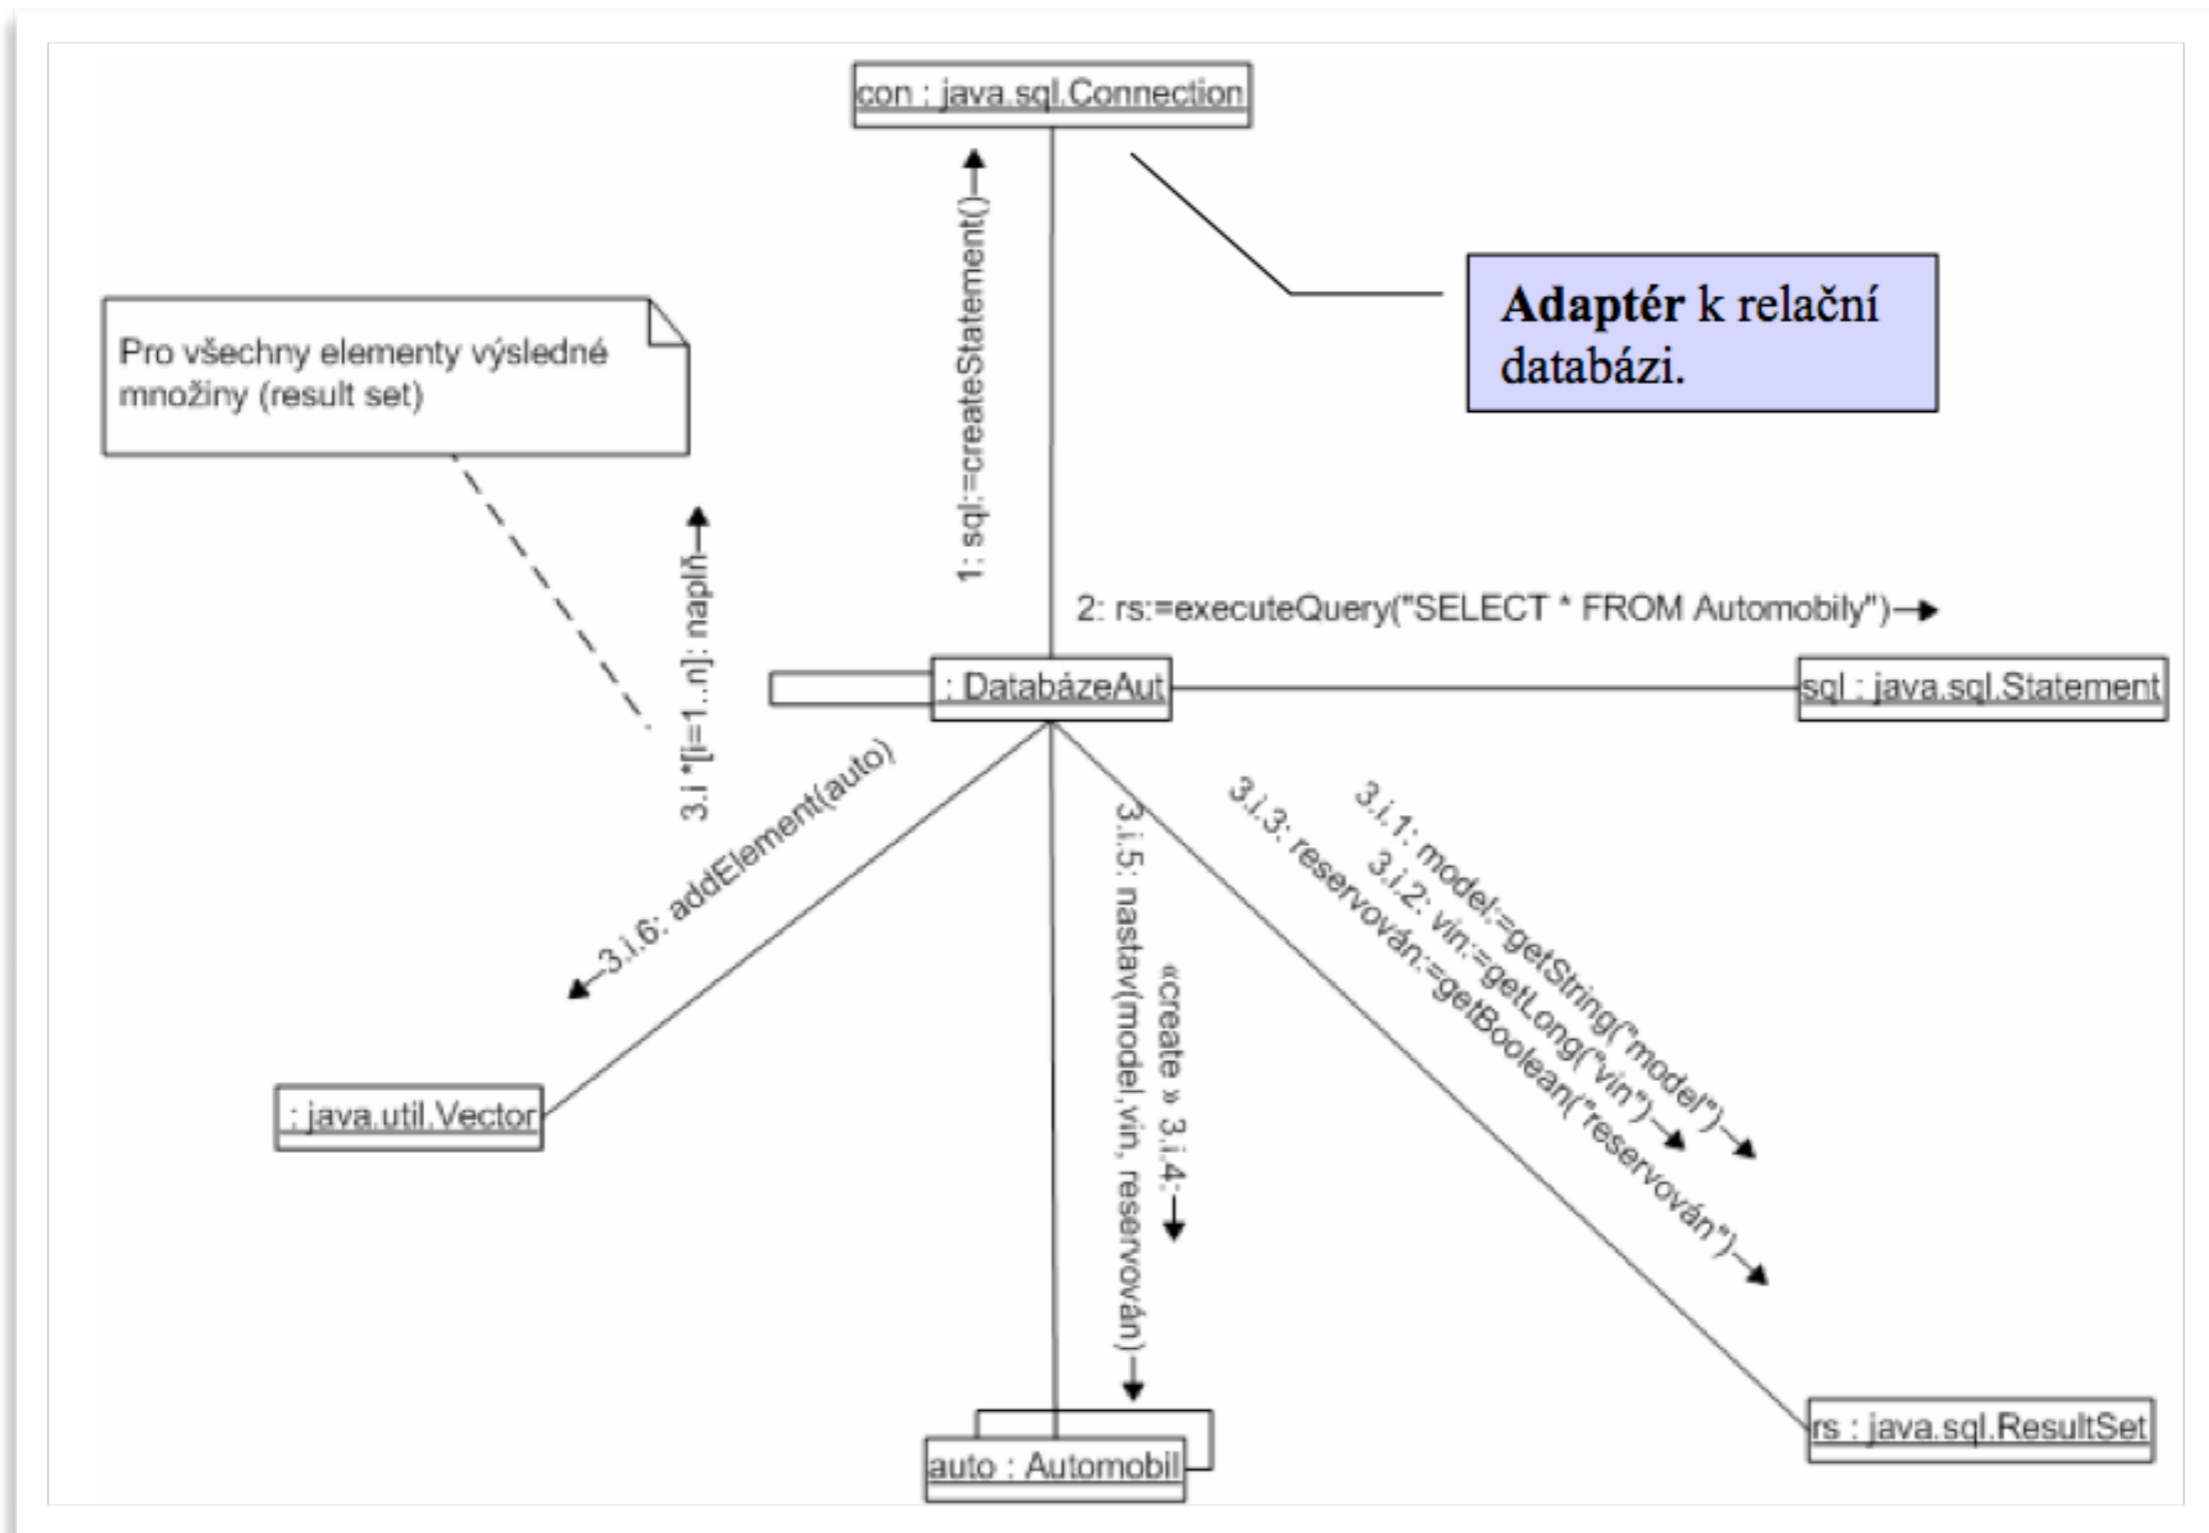 con : java.sql.Connection
1: sql:=createStatement()
Adaptér k relační
databázi.
Pro všechny elementy výsledné
množiny (result set)
3.i *[i=1..n]: naplň
2: rs:=executeQuery("SELECT * FROM Automobily")
: DatabázeAut
sql : java.sql.Statement
3.i.6: addElement(auto)
3.i.5: nastav(model,vin, reservován)
«create » 3.i.4:
3.i.1: model:=getString("model")
3.i.2: vin:=getLong("vin")
3.i.3: reservován:=getBoolean("reservován")
: java.util.Vector
auto : Automobil
rs : java.sql.ResultSet